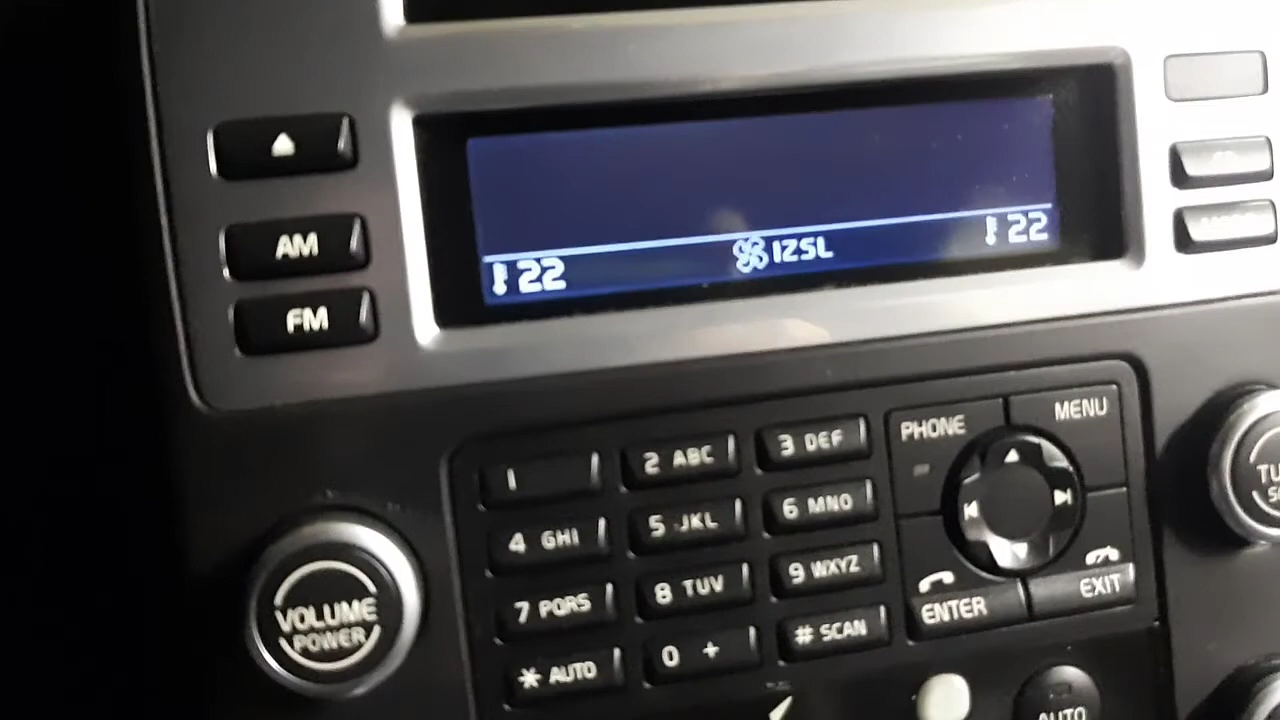 AM
FM
22
IZSL
22
VOLUME
POWER
1
2 ABC
3 DEF
4 GHI
5 JKL
6 MNO
7 PQRS
8 TUV
9 WXYZ
* AUTO
0 +
# SCAN
PHONE
MENU
ENTER
EXIT
AUTO